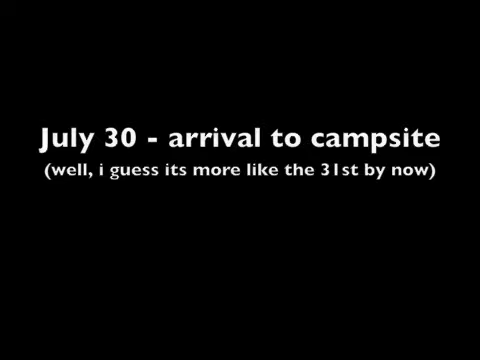 July 30 - arrival to campsite
(well, i guess its more like the 31st by now)